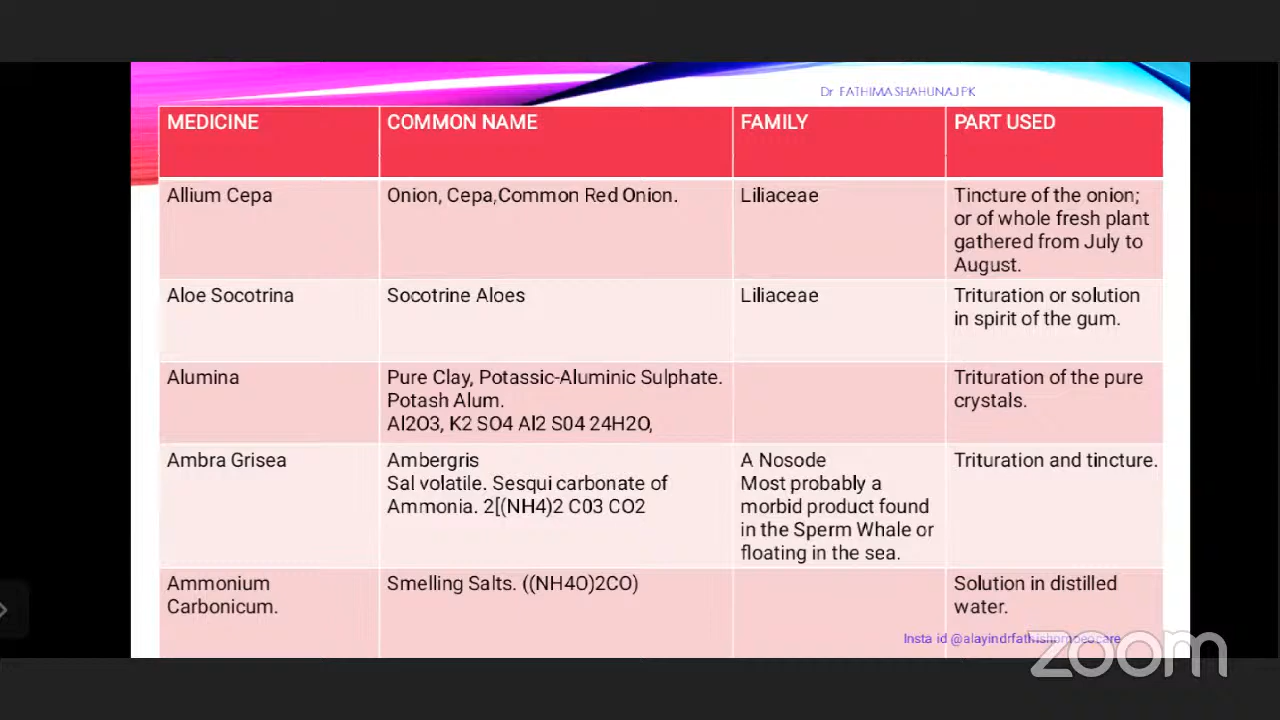 Dr FATHIMA SHAHUNAJ PK
MEDICINE
COMMON NAME
FAMILY
PART USED
Allium Cepa
Onion, Cepa,Common Red Onion.
Liliaceae
Tincture of the onion;
or of whole fresh plant
gathered from July to
August.
Aloe Socotrina
Socotrine Aloes
Liliaceae
Trituration or solution
in spirit of the gum.
Alumina
Pure Clay, Potassic-Aluminic Sulphate.
Potash Alum.
Al2O3, K2 SO4 Al2 S04 24H2O,
Trituration of the pure
crystals.
Ambra Grisea
Ambergris
Sal volatile. Sesqui carbonate of
Ammonia. 2[(NH4)2 C03 CO2
A Nosode
Most probably a
morbid product found
in the Sperm Whale or
floating in the sea.
Trituration and tincture.
Ammonium
Carbonicum.
Smelling Salts. ((NH4O)2CO)
Solution in distilled
water.
Insta id @alayindrfathishomoeocare
zoom